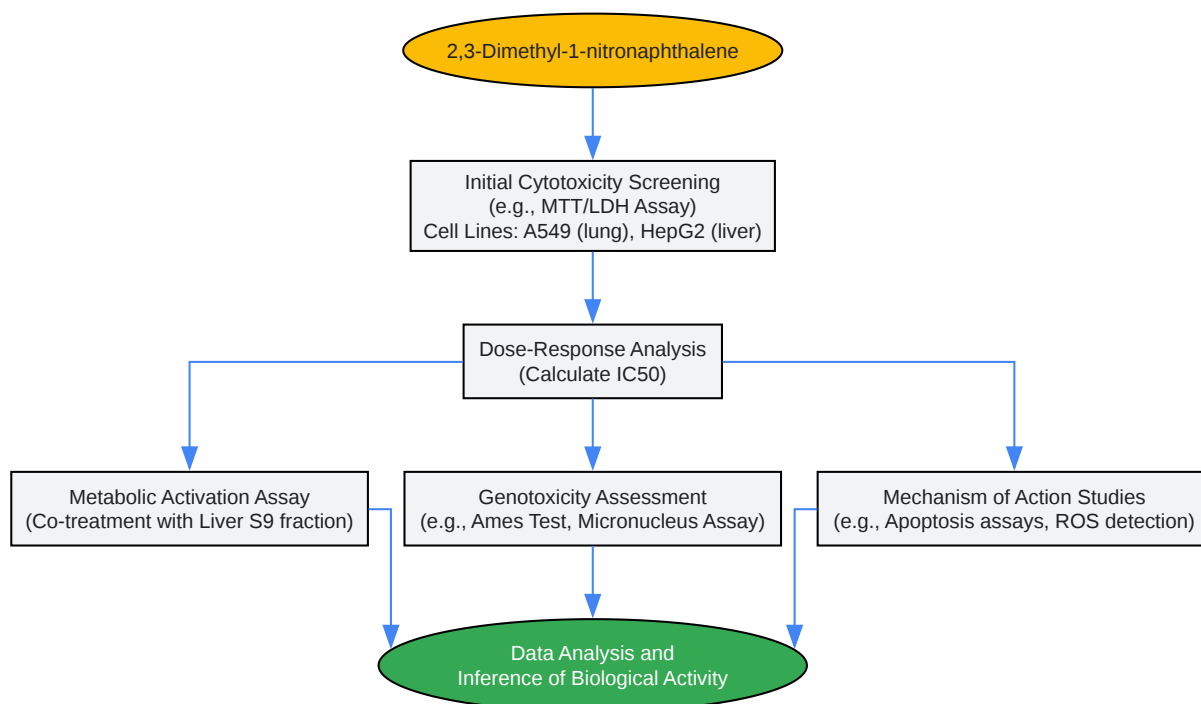 2,3-Dimethyl-1-nitronaphthalene
Initial Cytotoxicity Screening
(e.g., MTT/LDH Assay)
Cell Lines: A549 (lung), HepG2 (liver)
Dose-Response Analysis
(Calculate IC50)
Metabolic Activation Assay
(Co-treatment with Liver S9 fraction)
Genotoxicity Assessment
(e.g., Ames Test, Micronucleus Assay)
Mechanism of Action Studies
(e.g., Apoptosis assays, ROS detection)
Data Analysis and
Inference of Biological Activity